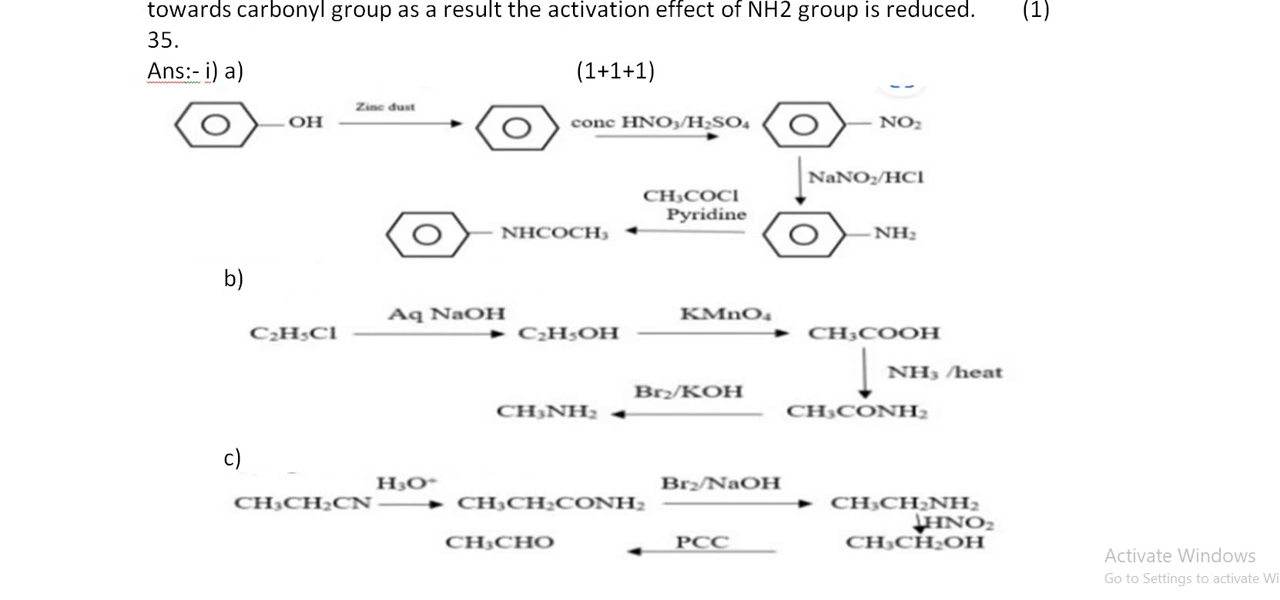 towards carbonyl group as a result the activation effect of NH2 group is reduced. (1)
35.
Ans:- i) a) (1+1+1)
OH Zinc dust conc HNO₃/H₂SO₄ NO₂
NaNO₂/HCl
CH₃COCl
Pyridine
NHCOCH₃ NH₂
b)
Aq NaOH KMnO₄
C₂H₅Cl C₂H₅OH CH₃COOH
NH₃ /heat
Br₂/KOH
CH₃NH₂ CH₃CONH₂
c)
H₃O⁺ Br₂/NaOH
CH₃CH₂CN CH₃CH₂CONH₂ CH₃CH₂NH₂
HNO₂
CH₃CHO PCC CH₃CH₂OH
Activate Windows
Go to Settings to activate Wi